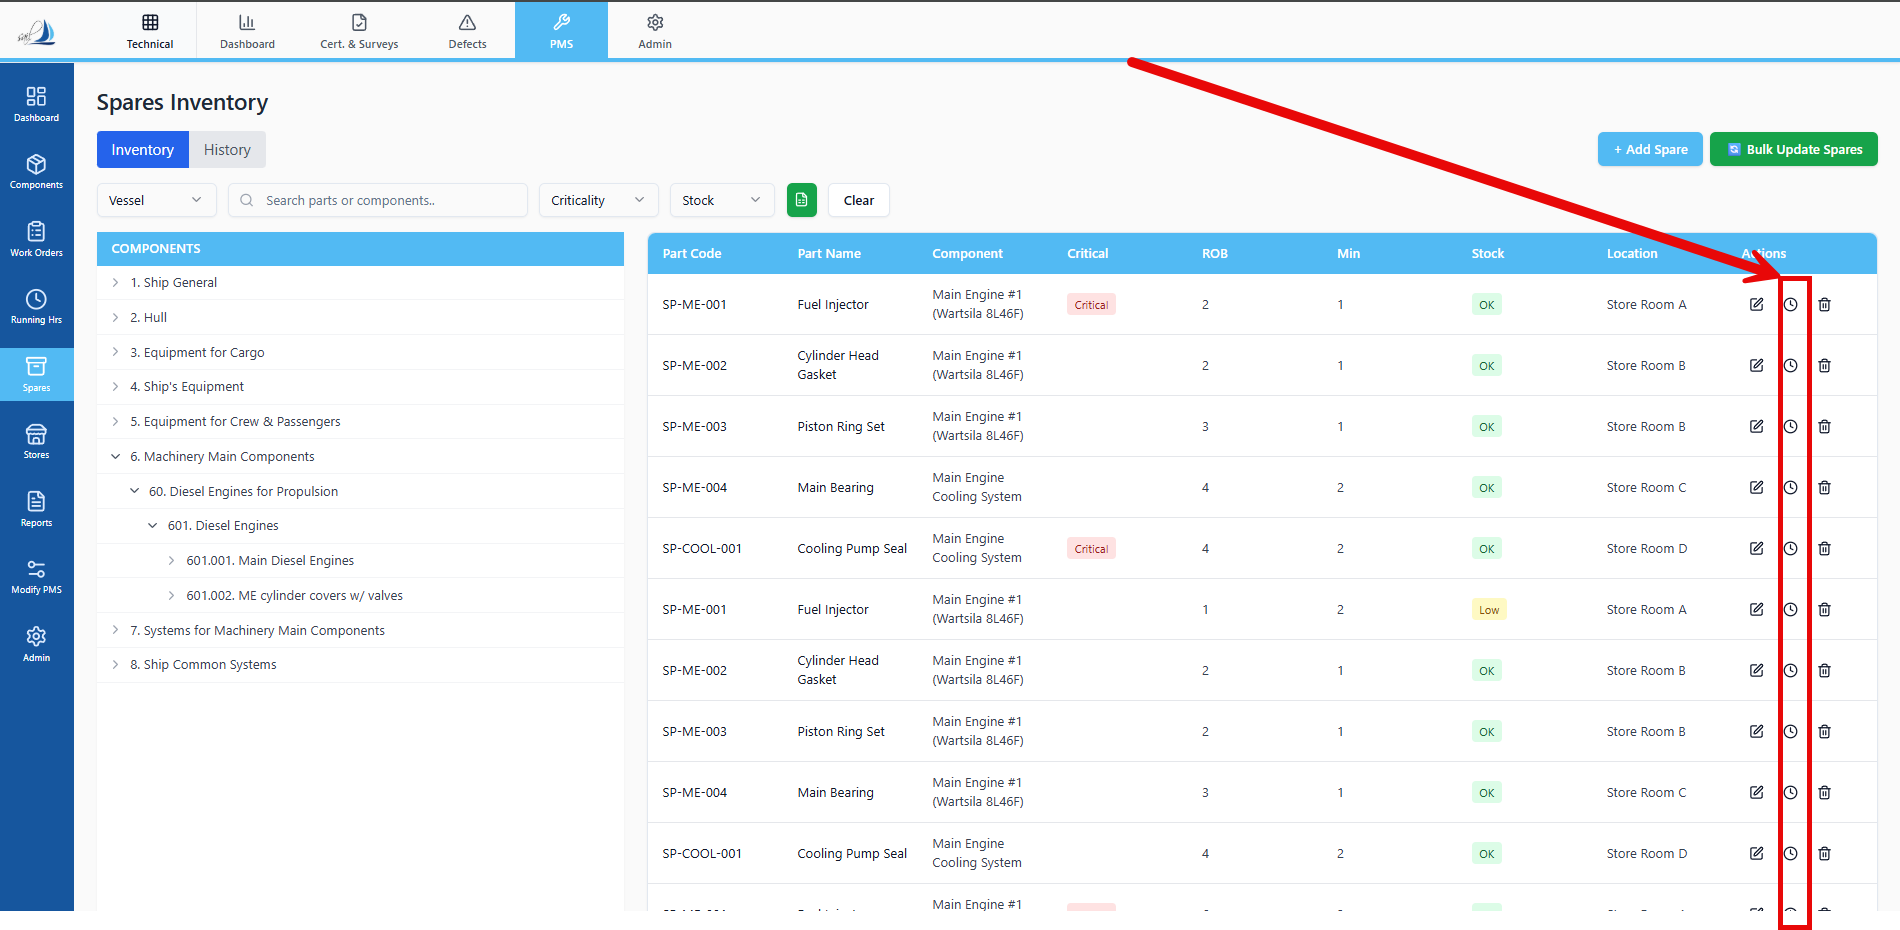 sail
Technical
Dashboard
Cert. & Surveys
Defects
PMS
Admin
Dashboard
Components
Work Orders
Running Hrs
Spares
Stores
Reports
Modify PMS
Admin
Spares Inventory
Inventory
History
+ Add Spare
Bulk Update Spares
Vessel
Search parts or components..
Criticality
Stock
Clear
COMPONENTS
1. Ship General
2. Hull
3. Equipment for Cargo
4. Ship's Equipment
5. Equipment for Crew & Passengers
6. Machinery Main Components
60. Diesel Engines for Propulsion
601. Diesel Engines
601.001. Main Diesel Engines
601.002. ME cylinder covers w/ valves
7. Systems for Machinery Main Components
8. Ship Common Systems
Part Code Part Name Component Critical ROB Min Stock Location Actions
SP-ME-001 Fuel Injector Main Engine #1 Critical 2 1 OK Store Room A
(Wartsila 8L46F)
SP-ME-002 Cylinder Head Main Engine #1 2 1 OK Store Room B
Gasket (Wartsila 8L46F)
SP-ME-003 Piston Ring Set Main Engine #1 3 1 OK Store Room B
(Wartsila 8L46F)
SP-ME-004 Main Bearing Main Engine 4 2 OK Store Room C
Cooling System
SP-COOL-001 Cooling Pump Seal Main Engine Critical 4 2 OK Store Room D
Cooling System
SP-ME-001 Fuel Injector Main Engine #1 1 2 Low Store Room A
(Wartsila 8L46F)
SP-ME-002 Cylinder Head Main Engine #1 2 1 OK Store Room B
Gasket (Wartsila 8L46F)
SP-ME-003 Piston Ring Set Main Engine #1 2 1 OK Store Room B
(Wartsila 8L46F)
SP-ME-004 Main Bearing Main Engine #1 3 1 OK Store Room C
(Wartsila 8L46F)
SP-COOL-001 Cooling Pump Seal Main Engine 4 2 OK Store Room D
Cooling System
Main Engine #1